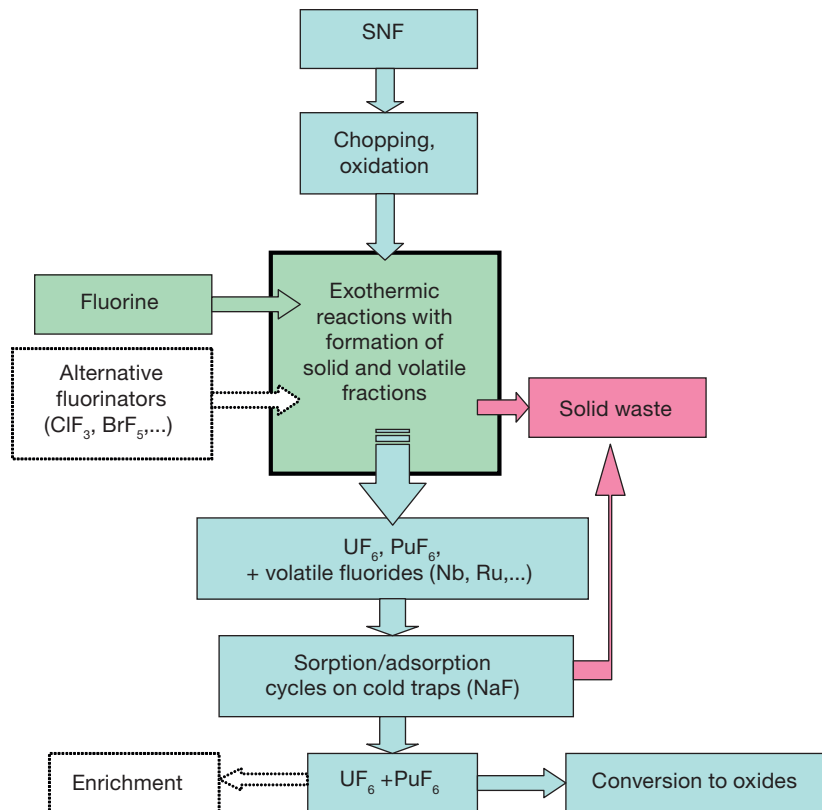 SNF
Chopping,
oxidation
Fluorine
Exothermic
reactions with
formation of
solid and volatile
fractions
Alternative
fluorinators
(ClF₃, BrF₅,...)
Solid waste
UF₆, PuF₆,
+ volatile fluorides (Nb, Ru,...)
Sorption/adsorption
cycles on cold traps (NaF)
Enrichment
UF₆ +PuF₆
Conversion to oxides